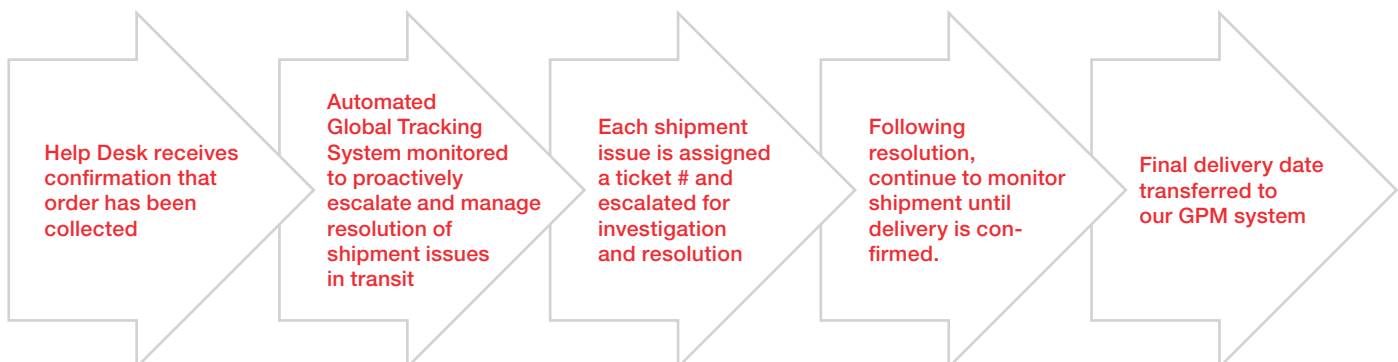 Help Desk receives
confirmation that
order has been
collected
Automated
Global Tracking
System monitored
to proactively
escalate and manage
resolution of
shipment issues
in transit
Each shipment
issue is assigned
a ticket # and
escalated for
investigation
and resolution
Following
resolution,
continue to monitor
shipment until
delivery is con-
firmed.
Final delivery date
transferred to
our GPM system